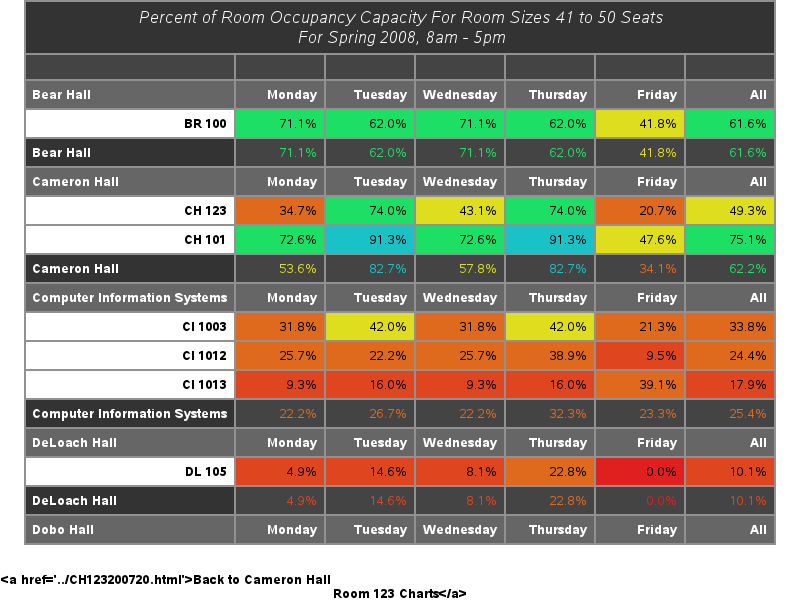 Percent of Room Occupancy Capacity For Room Sizes 41 to 50 Seats
For Spring 2008, 8am - 5pm
Bear Hall Monday Tuesday Wednesday Thursday Friday All
BR 100 71.1% 62.0% 71.1% 62.0% 41.8% 61.6%
Bear Hall 71.1% 62.0% 71.1% 62.0% 41.8% 61.6%
Cameron Hall Monday Tuesday Wednesday Thursday Friday All
CH 123 34.7% 74.0% 43.1% 74.0% 20.7% 49.3%
CH 101 72.6% 91.3% 72.6% 91.3% 47.6% 75.1%
Cameron Hall 53.6% 82.7% 57.8% 82.7% 34.1% 62.2%
Computer Information Systems Monday Tuesday Wednesday Thursday Friday All
CI 1003 31.8% 42.0% 31.8% 42.0% 21.3% 33.8%
CI 1012 25.7% 22.2% 25.7% 38.9% 9.5% 24.4%
CI 1013 9.3% 16.0% 9.3% 16.0% 39.1% 17.9%
Computer Information Systems 22.2% 26.7% 22.2% 32.3% 23.3% 25.4%
DeLoach Hall Monday Tuesday Wednesday Thursday Friday All
DL 105 4.9% 14.6% 8.1% 22.8% 0.0% 10.1%
DeLoach Hall 4.9% 14.6% 8.1% 22.8% 0.0% 10.1%
Dobo Hall Monday Tuesday Wednesday Thursday Friday All
<a href='../CH123200720.html'>Back to Cameron Hall
Room 123 Charts</a>